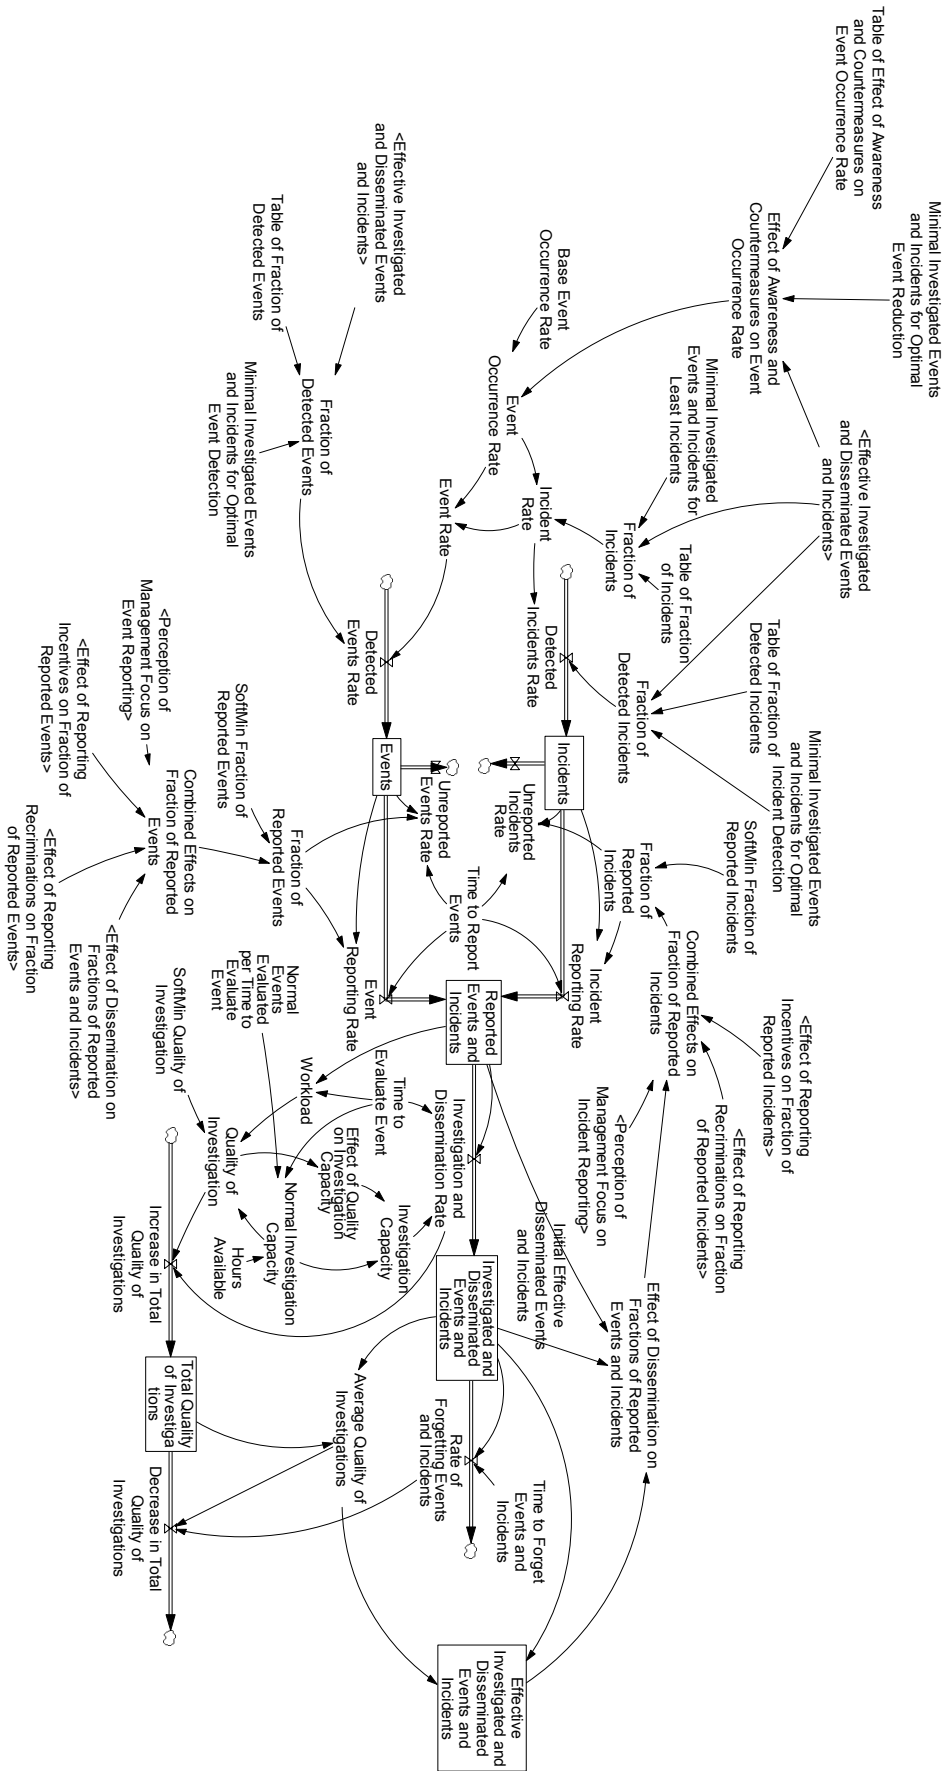 Table of Effect of Awareness
and Countermeasures on
Event Occurrence Rate
Minimal Investigated Events
and Incidents for Optimal
Event Reduction
Effect of Awareness and
Countermeasures on Event
Occurrence Rate
<Effective Investigated
and Disseminated Events
and Incidents>
Base Event
Occurrence Rate
Event
Occurrence Rate
Minimal Investigated
Events and Incidents for
Least Incidents
Incident
Rate
Event Rate
Fraction of
Incidents
Table of Fraction
of Incidents
<Effective Investigated
and Disseminated Events
and Incidents>
Table of Fraction of
Detected Events
Fraction of
Detected Events
Minimal Investigated Events
and Incidents for Optimal
Event Detection
Detected
Incidents Rate
Detected
Events Rate
Fraction of
Detected Incidents
Table of Fraction of
Detected Incidents
Minimal Investigated Events
and Incidents for Optimal
Incident Detection
Incidents
Events
Unreported
Incidents
Rate
Unreported
Events Rate
Fraction of
Reported
Incidents
SoftMin Fraction of
Reported Incidents
Combined Effects on
Fraction of Reported
Incidents
<Effect of Reporting
Incentives on Fraction of
Reported Incidents>
<Effect of Reporting
Recriminations on Fraction
of Reported Incidents>
<Perception of
Management Focus on
Incident Reporting>
<Perception of
Management Focus on
Event Reporting>
<Effect of Reporting
Incentives on Fraction of
Reported Events>
<Effect of Reporting
Recriminations on Fraction
of Reported Events>
Combined Effects on
Fraction of Reported
Events
<Effect of Dissemination on
Fractions of Reported
Events and Incidents>
SoftMin Fraction of
Reported Events
Fraction of
Reported Events
Time to Report
Events
Incident
Reporting Rate
Event
Reporting Rate
Reported
Events and
Incidents
Normal
Events
Evaluated
per Time to
Evaluate
Event
SoftMin Quality of
Investigation
Workload
Time to
Evaluate Event
Investigation and
Dissemination Rate
Quality of
Investigation
Effect of Quality
on Investigation
Capacity
Normal Investigation
Capacity
Hours
Available
Investigation
Capacity
Initial Effective
Disseminated Events
and Incidents
Effect of Dissemination on
Fractions of Reported
Events and Incidents
Investigated and
Disseminated
Events and
Incidents
Increase in Total
Quality of
Investigations
Total Quality
of Investiga
tions
Decrease in Total
Quality of
Investigations
Average Quality of
Investigations
Rate of
Forgetting Events
and Incidents
Time to Forget
Events and
Incidents
Effective
Investigated and
Disseminated
Events and
Incidents